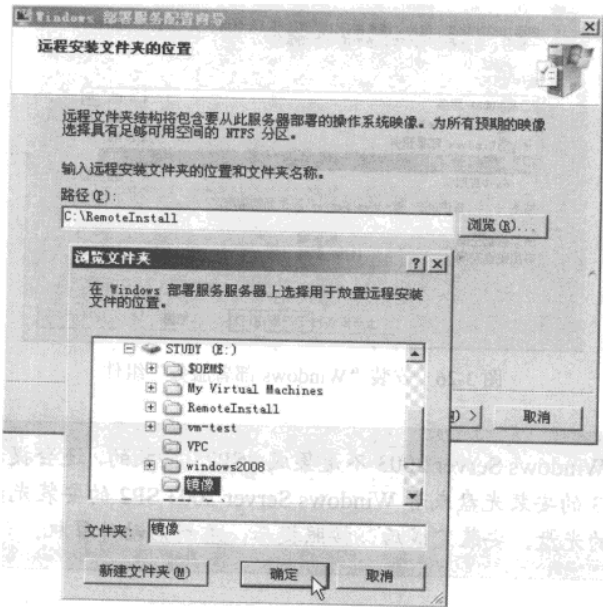 Windows 部署服务配置向导
远程安装文件夹的位置
远程文件夹结构将包含要从此服务器部署的操作系统映像。为所有预期的映像
选择具有足够可用空间的 NTFS 分区。
输入远程安装文件夹的位置和文件夹名称。
路径(P):
C:\RemoteInstall
浏览(R)...
浏览文件夹
在 Windows 部署服务服务器上选择用于放置远程安装
文件的位置。
STUDY (E:)
$OEM$
My Virtual Machines
RemoteInstall
vm-test
VPC
windows2008
镜像
文件夹: 镜像
新建文件夹(M)
确定
取消
取消